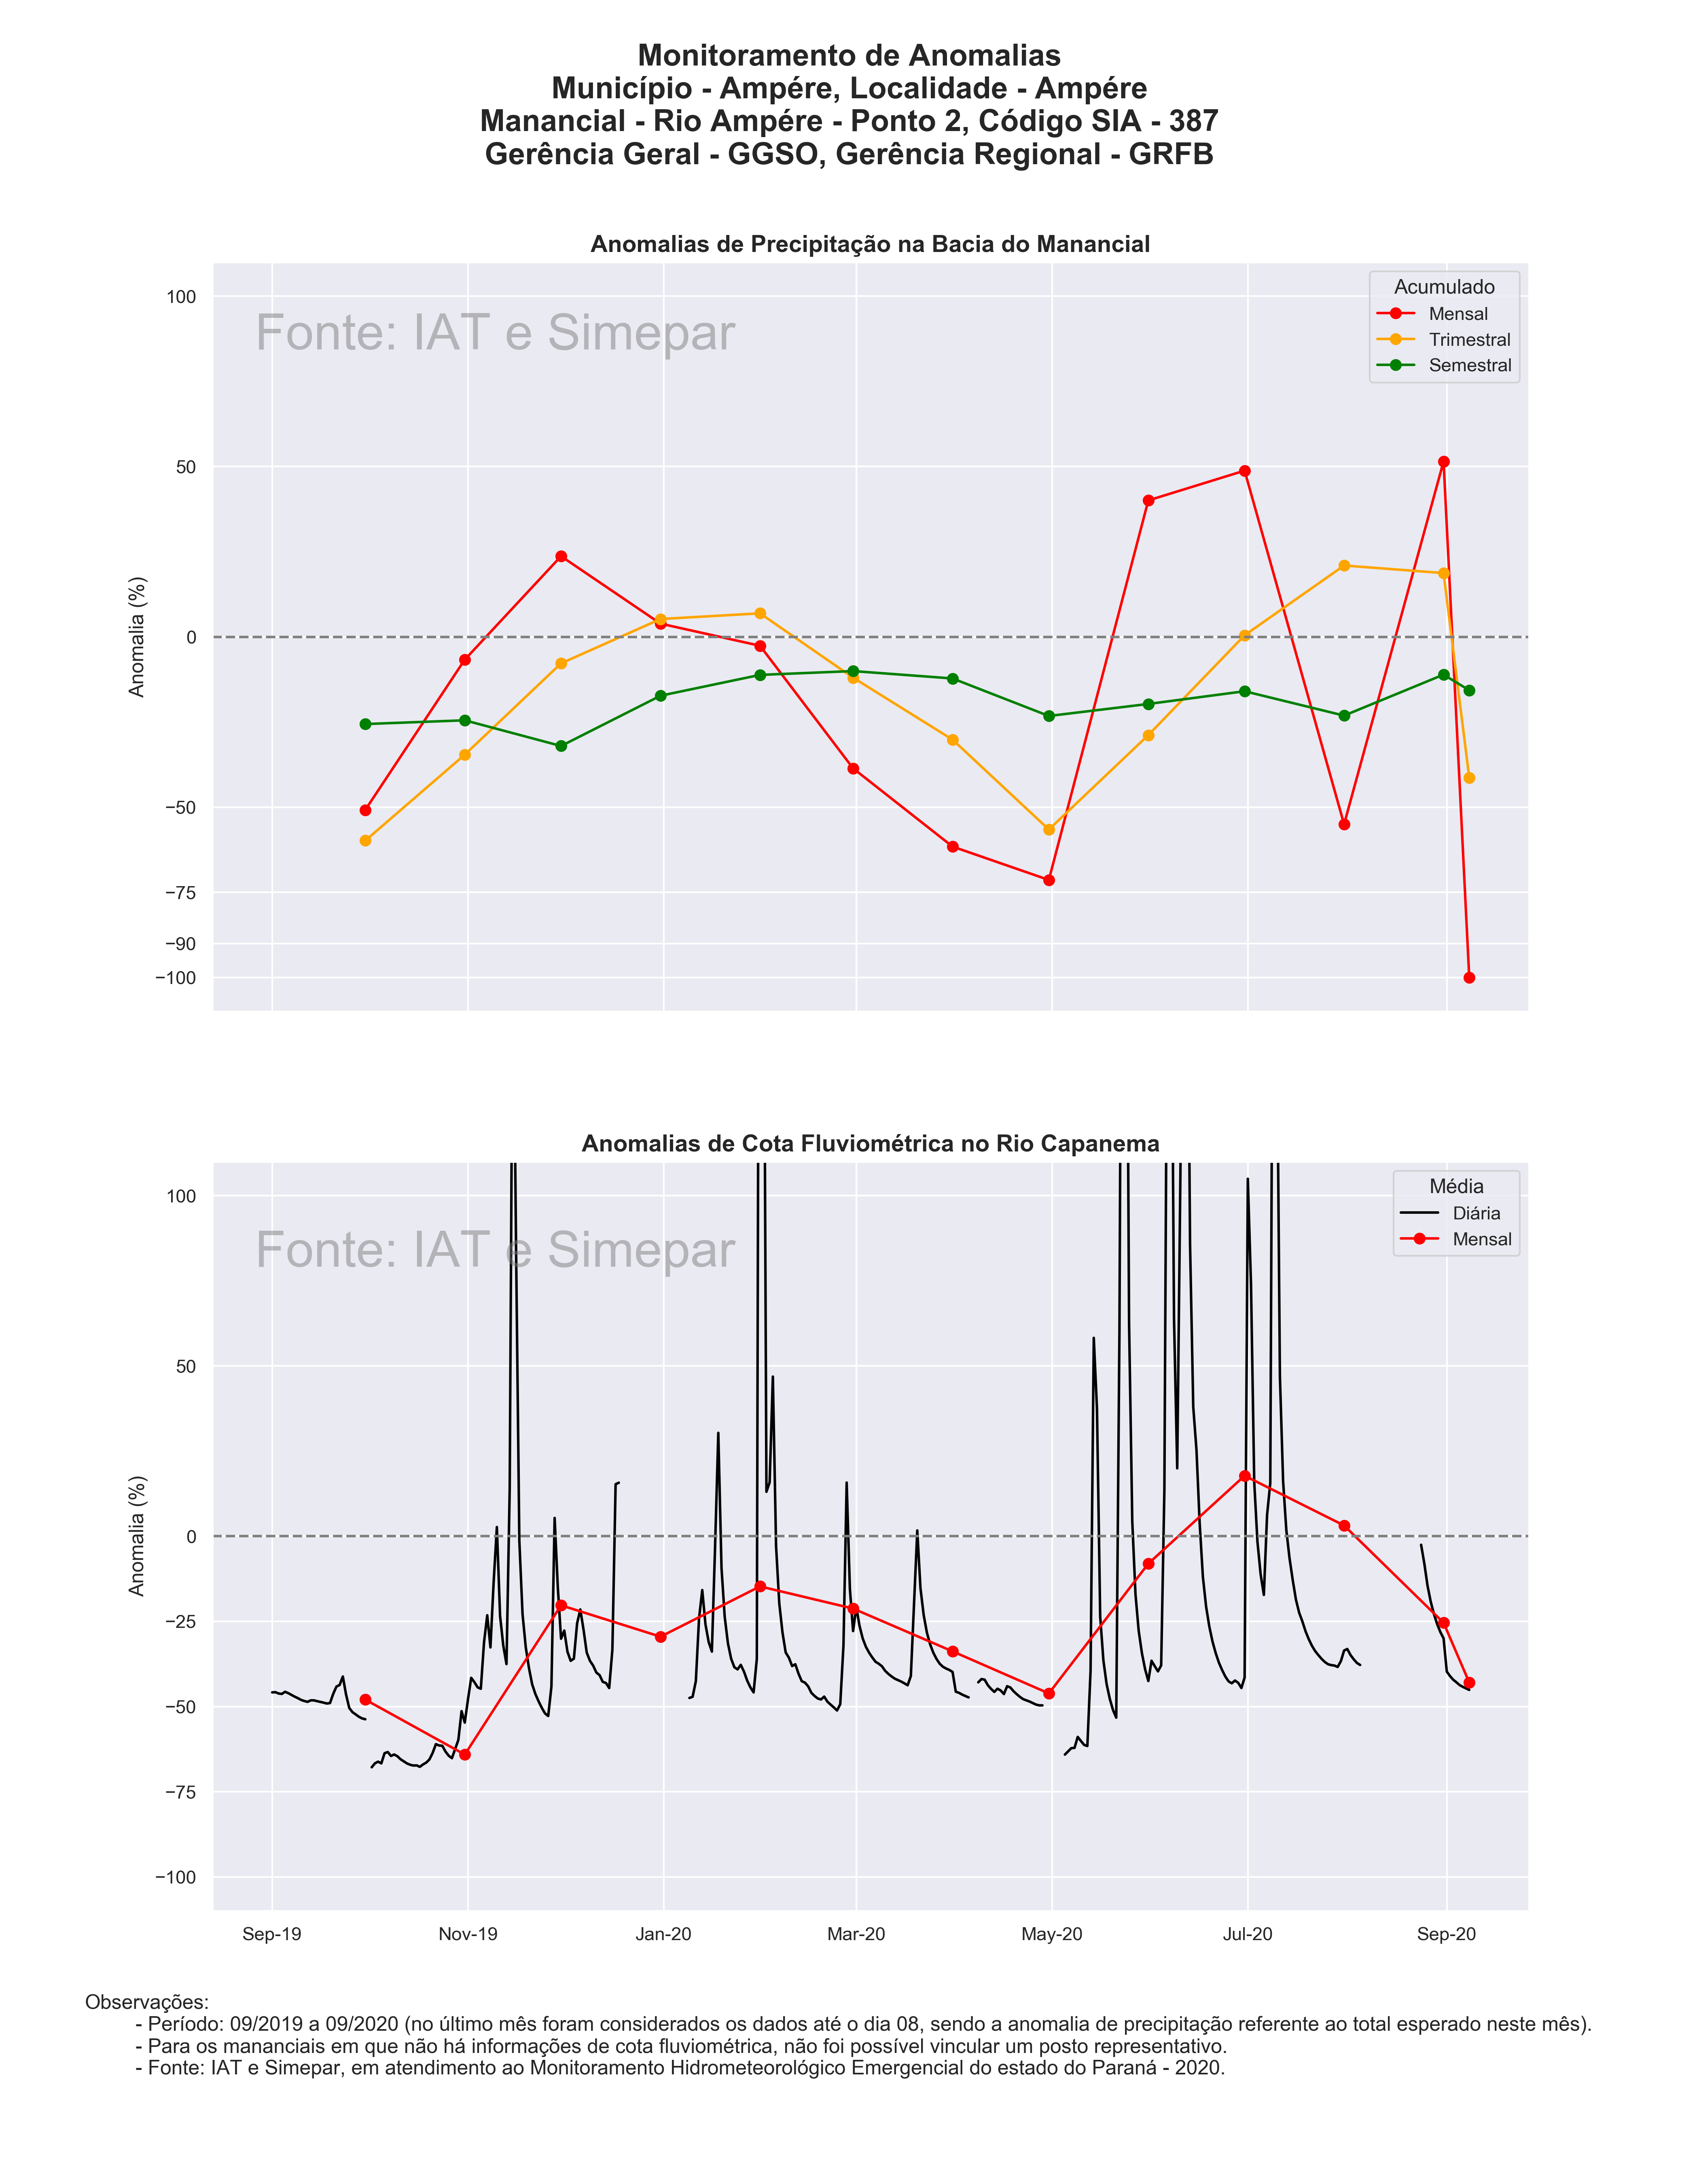 Monitoramento de Anomalias
Município - Ampére, Localidade - Ampére
Manancial - Rio Ampére - Ponto 2, Código SIA - 387
Gerência Geral - GGSO, Gerência Regional - GRFB
Anomalias de Precipitação na Bacia do Manancial
Fonte: IAT e Simepar
Acumulado
Mensal
Trimestral
Semestral
Anomalia (%)
100
50
0
−50
−75
−90
−100
Anomalias de Cota Fluviométrica no Rio Capanema
Fonte: IAT e Simepar
Média
Diária
Mensal
Anomalia (%)
100
50
0
−25
−50
−75
−100
Sep-19 Nov-19 Jan-20 Mar-20 May-20 Jul-20 Sep-20
Observações:
- Período: 09/2019 a 09/2020 (no último mês foram considerados os dados até o dia 08, sendo a anomalia de precipitação referente ao total esperado neste mês).
- Para os mananciais em que não há informações de cota fluviométrica, não foi possível vincular um posto representativo.
- Fonte: IAT e Simepar, em atendimento ao Monitoramento Hidrometeorológico Emergencial do estado do Paraná - 2020.